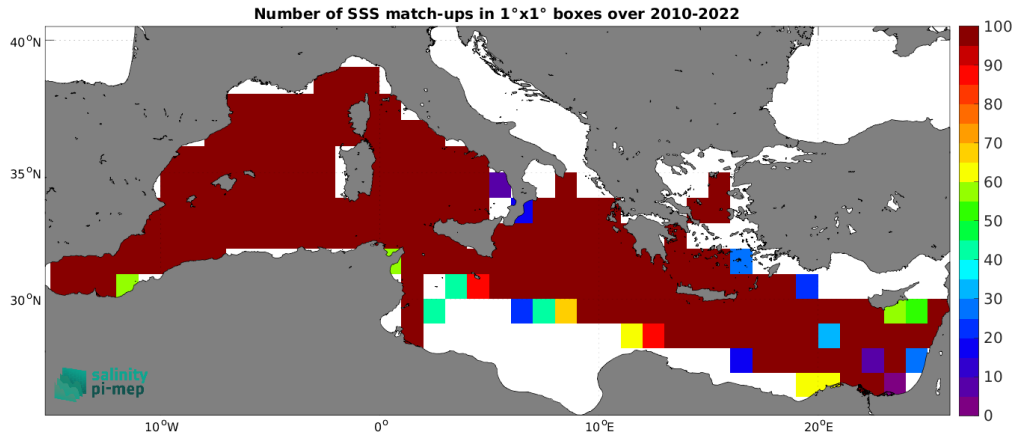 Number of SSS match-ups in 1°x1° boxes over 2010-2022
40°N
35°N
30°N
10°W
0°
10°E
20°E
100
90
80
70
60
50
40
30
20
10
0
salinity
pi-mep